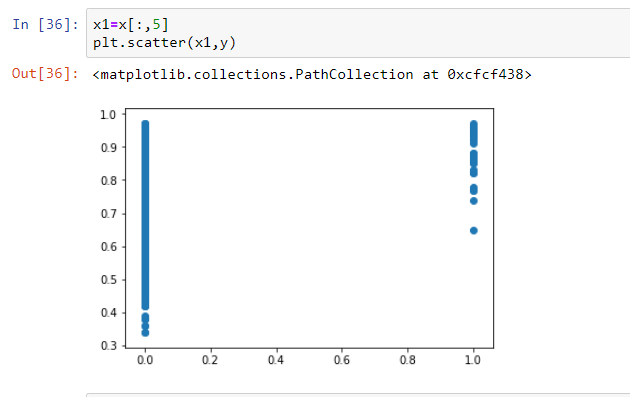 In [36]: x1=x[:,5]
plt.scatter(x1,y)
Out[36]: <matplotlib.collections.PathCollection at 0xcfcf438>
1.0
0.9
0.8
0.7
0.6
0.5
0.4
0.3
0.0 0.2 0.4 0.6 0.8 1.0